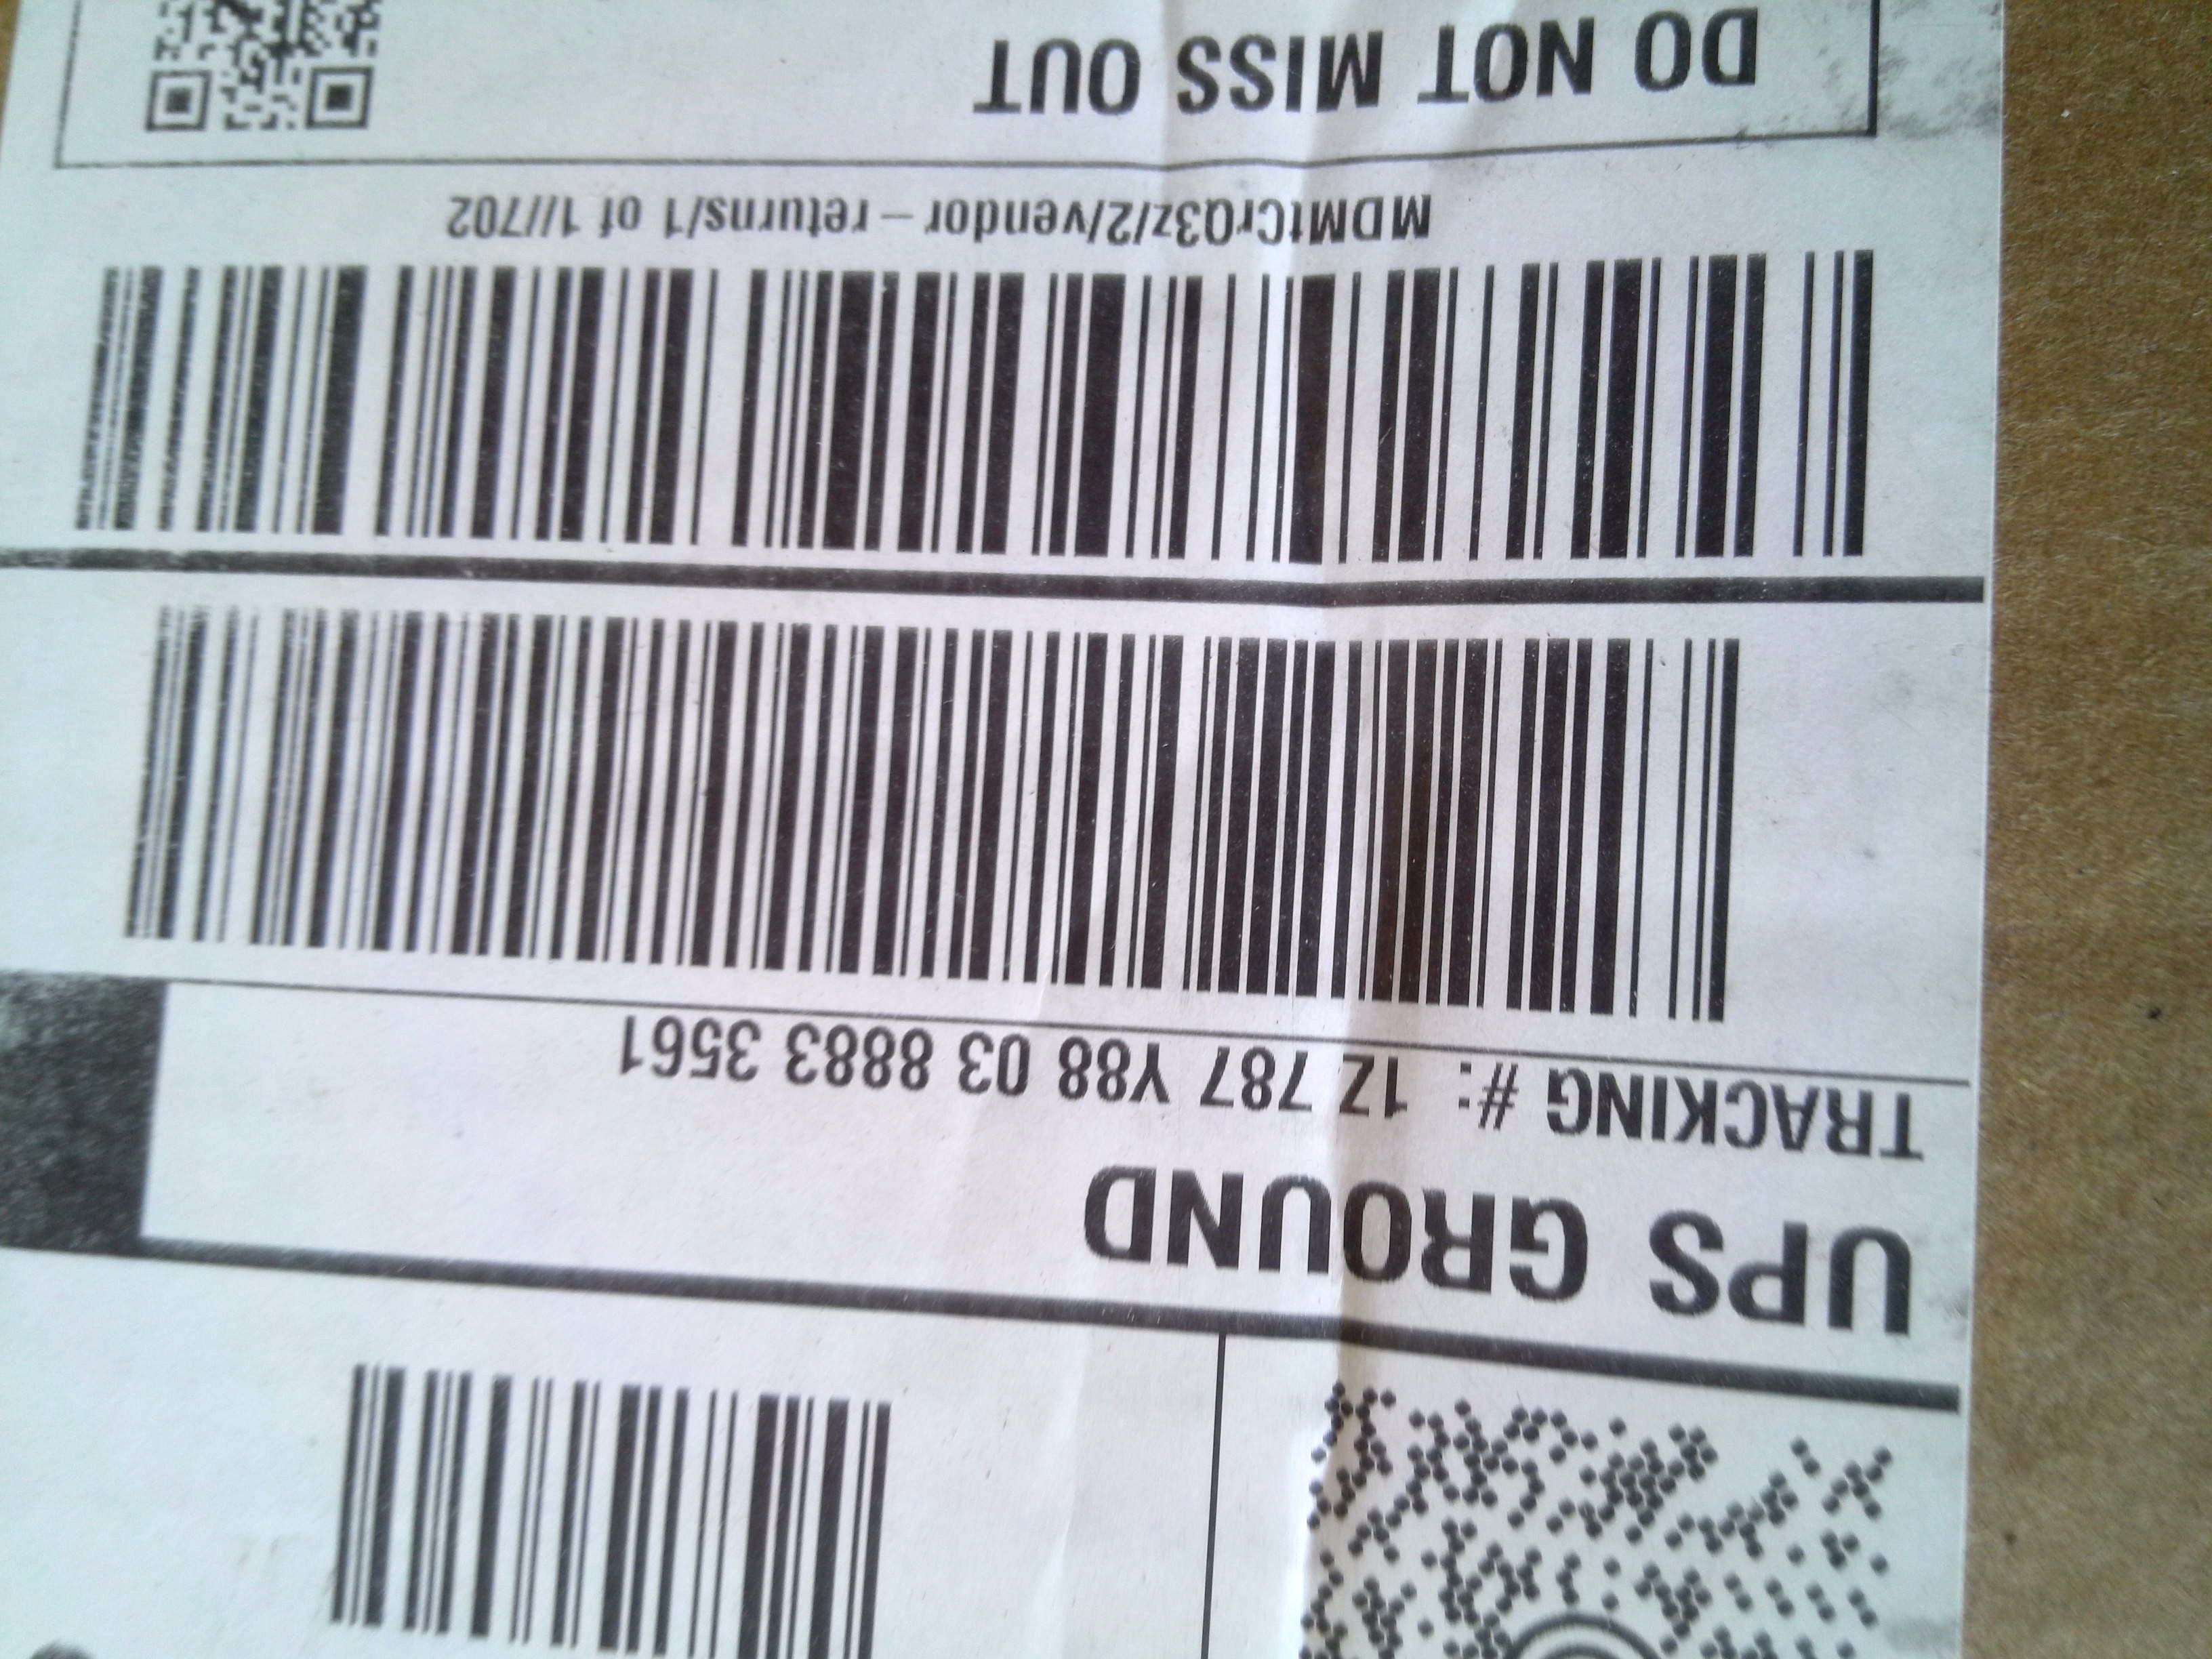 UPS GROUND
TRACKING #: 1Z 787 Y88 03 8883 3561
MDMtCrQ3z/2/vendor-returns/1 of 1//702
DO NOT MISS OUT